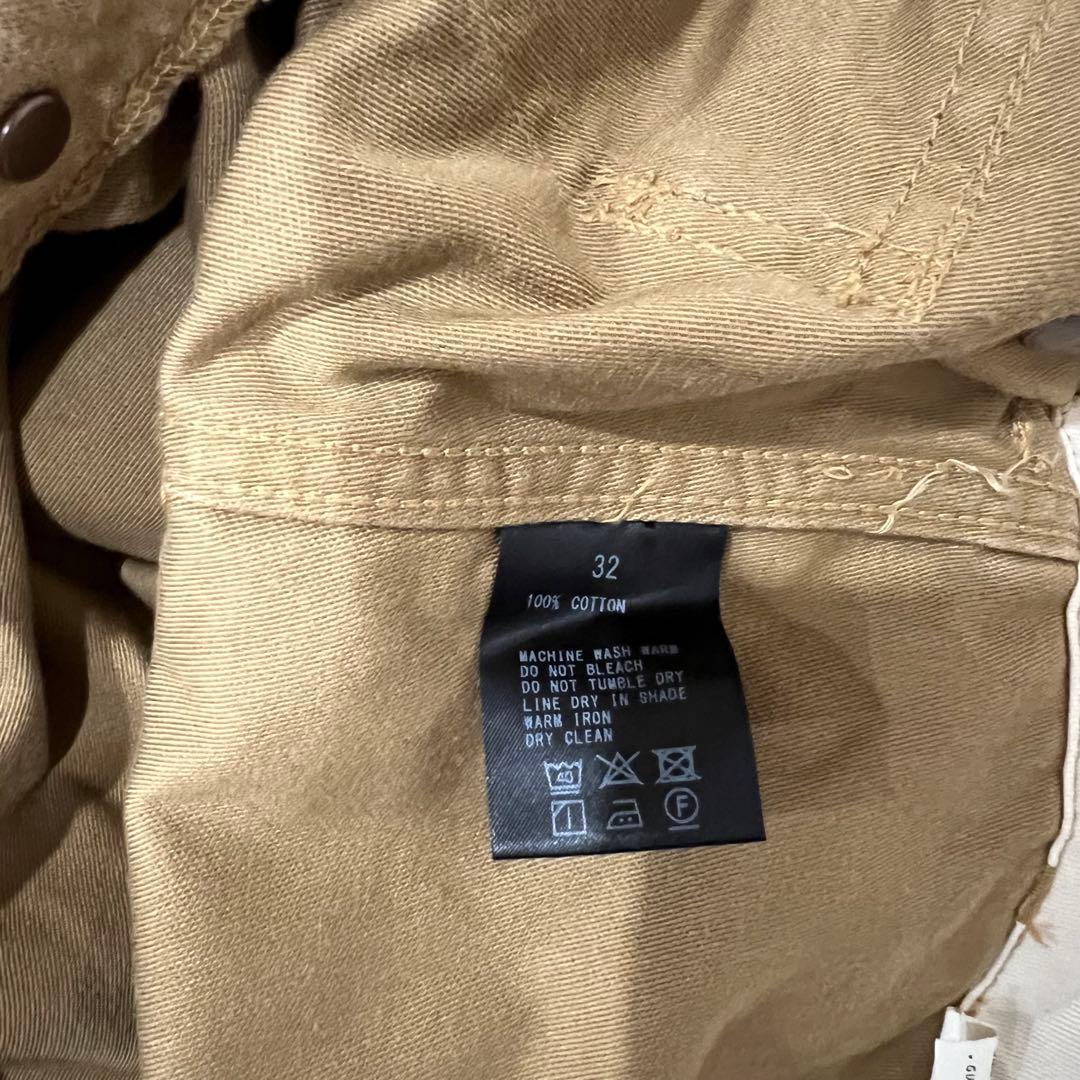 32
100% COTTON
MACHINE WASH WARM
DO NOT BLEACH
DO NOT TUMBLE DRY
LINE DRY IN SHADE
WARM IRON
DRY CLEAN
40
F